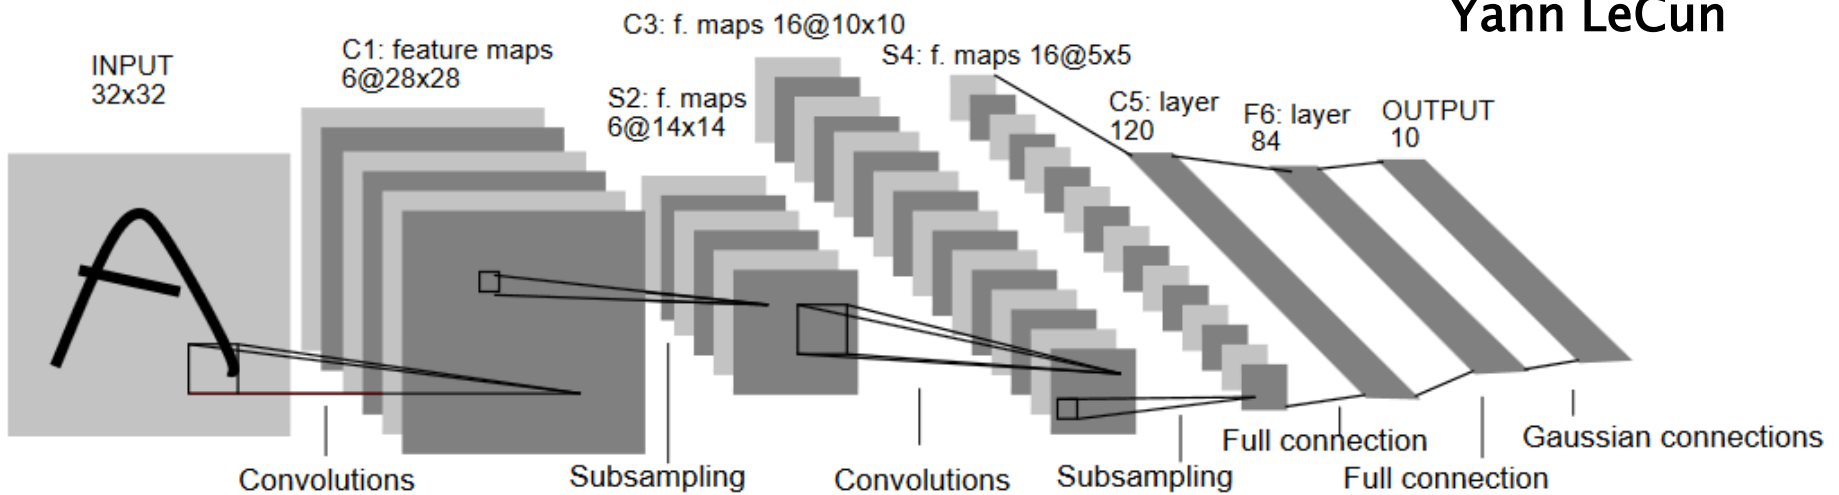 Yann LeCun
INPUT
32x32
C1: feature maps
6@28x28
S2: f. maps
6@14x14
C3: f. maps 16@10x10
S4: f. maps 16@5x5
C5: layer
120
F6: layer
84
OUTPUT
10
Convolutions
Subsampling
Convolutions
Subsampling
Full connection
Full connection
Gaussian connections